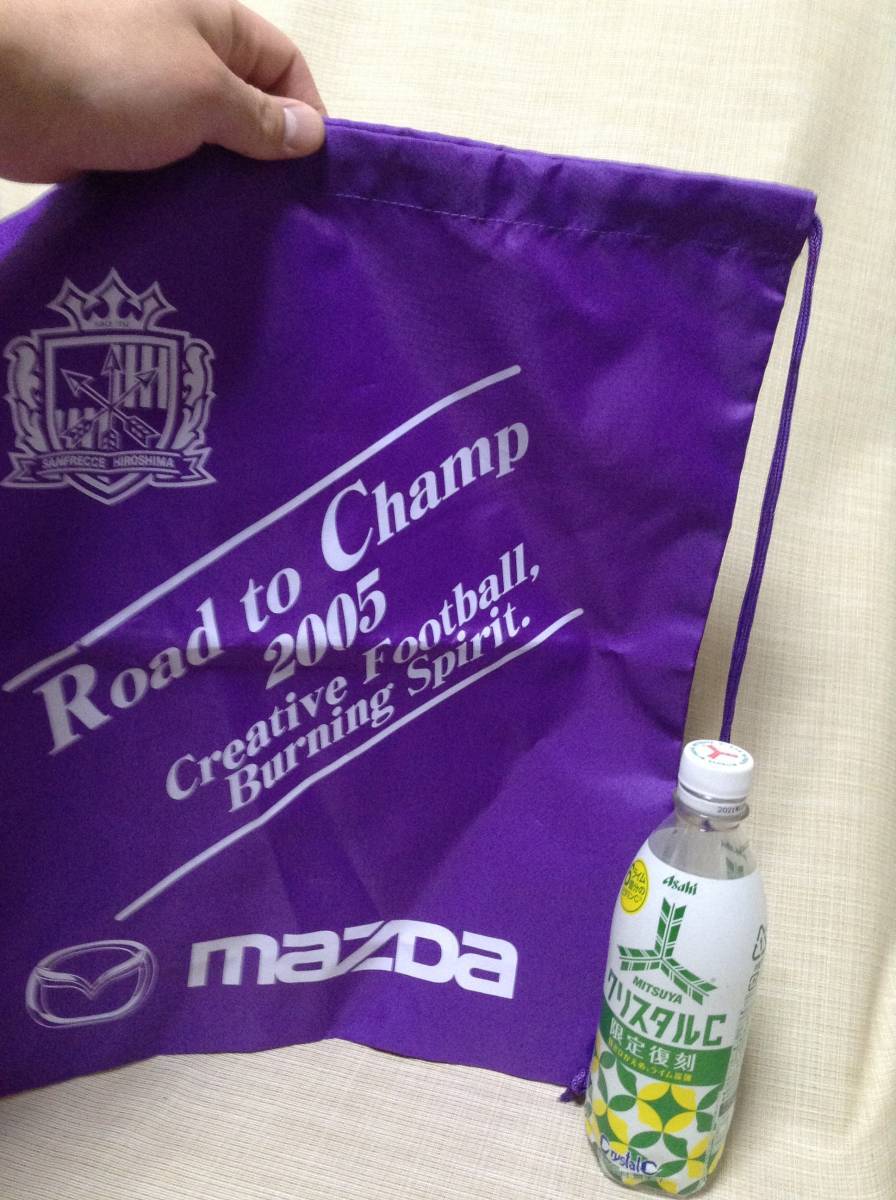 SANFRECCE HIROSHIMA
Road to Champ
2005
Creative Football,
Burning Spirit.
mazDa
Asahi
MITSUYA
クリスタルC
限定復刻
CrystalC